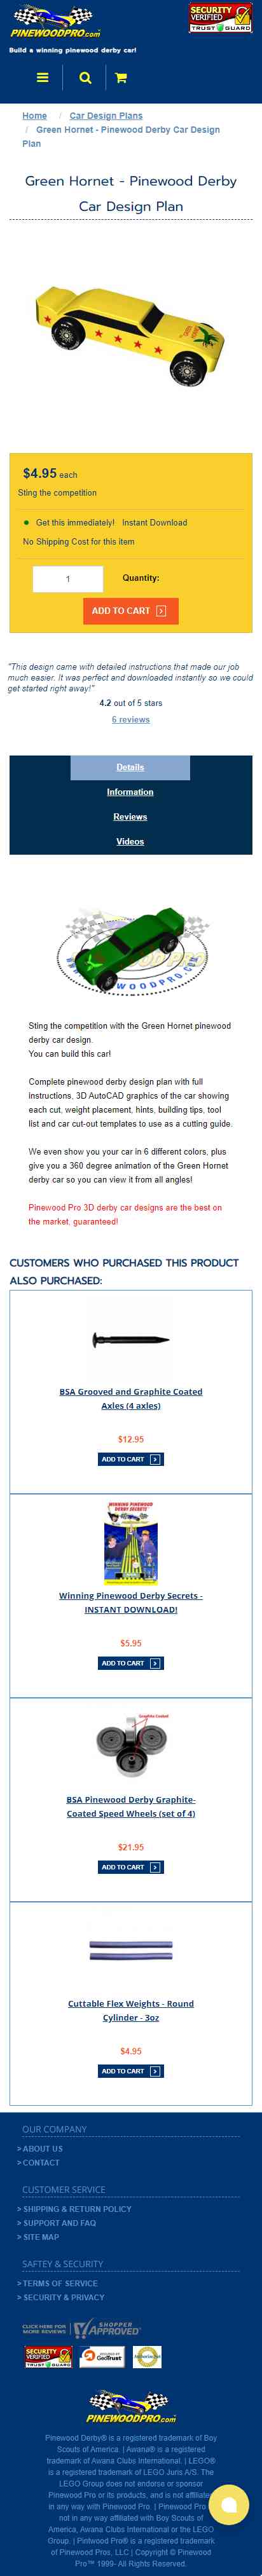 PINEWOODPRO.com
Build a winning pinewood derby car!
SECURITY
VERIFIED
TRUST GUARD
Home / Car Design Plans
/ Green Hornet - Pinewood Derby Car Design
Plan
Green Hornet - Pinewood Derby
Car Design Plan
$4.95 each
Sting the competition
Get this immediately! Instant Download
No Shipping Cost for this item
1 Quantity:
ADD TO CART
"This design came with detailed instructions that made our job
much easier. It was perfect and downloaded instantly so we could
get started right away!"
4.2 out of 5 stars
6 reviews
Details
Information
Reviews
Videos
Sting the competition with the Green Hornet pinewood
derby car design.
You can build this car!
Complete pinewood derby design plan with full
instructions, 3D AutoCAD graphics of the car showing
each cut, weight placement, hints, building tips, tool
list and car cut-out templates to use as a cutting guide.
We even show you your car in 6 different colors, plus
give you a 360 degree animation of the Green Hornet
derby car so you can view it from all angles!
Pinewood Pro 3D derby car designs are the best on
the market, guaranteed!
CUSTOMERS WHO PURCHASED THIS PRODUCT
ALSO PURCHASED:
BSA Grooved and Graphite Coated
Axles (4 axles)
$12.95
ADD TO CART
WINNING PINEWOOD
DERBY SECRETS
Winning Pinewood Derby Secrets -
INSTANT DOWNLOAD!
$5.95
ADD TO CART
Graphite Coated
BSA Pinewood Derby Graphite-
Coated Speed Wheels (set of 4)
$21.95
ADD TO CART
Cuttable Flex Weights - Round
Cylinder - 3oz
$4.95
ADD TO CART
OUR COMPANY
> ABOUT US
> CONTACT
CUSTOMER SERVICE
> SHIPPING & RETURN POLICY
> SUPPORT AND FAQ
> SITE MAP
SAFTEY & SECURITY
> TERMS OF SERVICE
> SECURITY & PRIVACY
CLICK HERE FOR
MORE REVIEWS
SHOPPER
APPROVED
SECURITY
VERIFIED
TRUST GUARD
GeoTrust
PINEWOODPRO.com
Pinewood Derby® is a registered trademark of Boy
Scouts of America. | Awana® is a registered
trademark of Awana Clubs International. | LEGO®
is a registered trademark of LEGO Juris A/S. The
LEGO Group does not endorse or sponsor
Pinewood Pro or its products, and is not affiliated
in any way with Pinewood Pro. | Pinewood Pro is
not in any way affiliated with Boy Scouts of
America, Awana Clubs International or the LEGO
Group. | Pintwood Pro® is a registered trademark
of Pinewood Pros, LLC | Copyright © Pinewood
Pro™ 1999- All Rights Reserved.